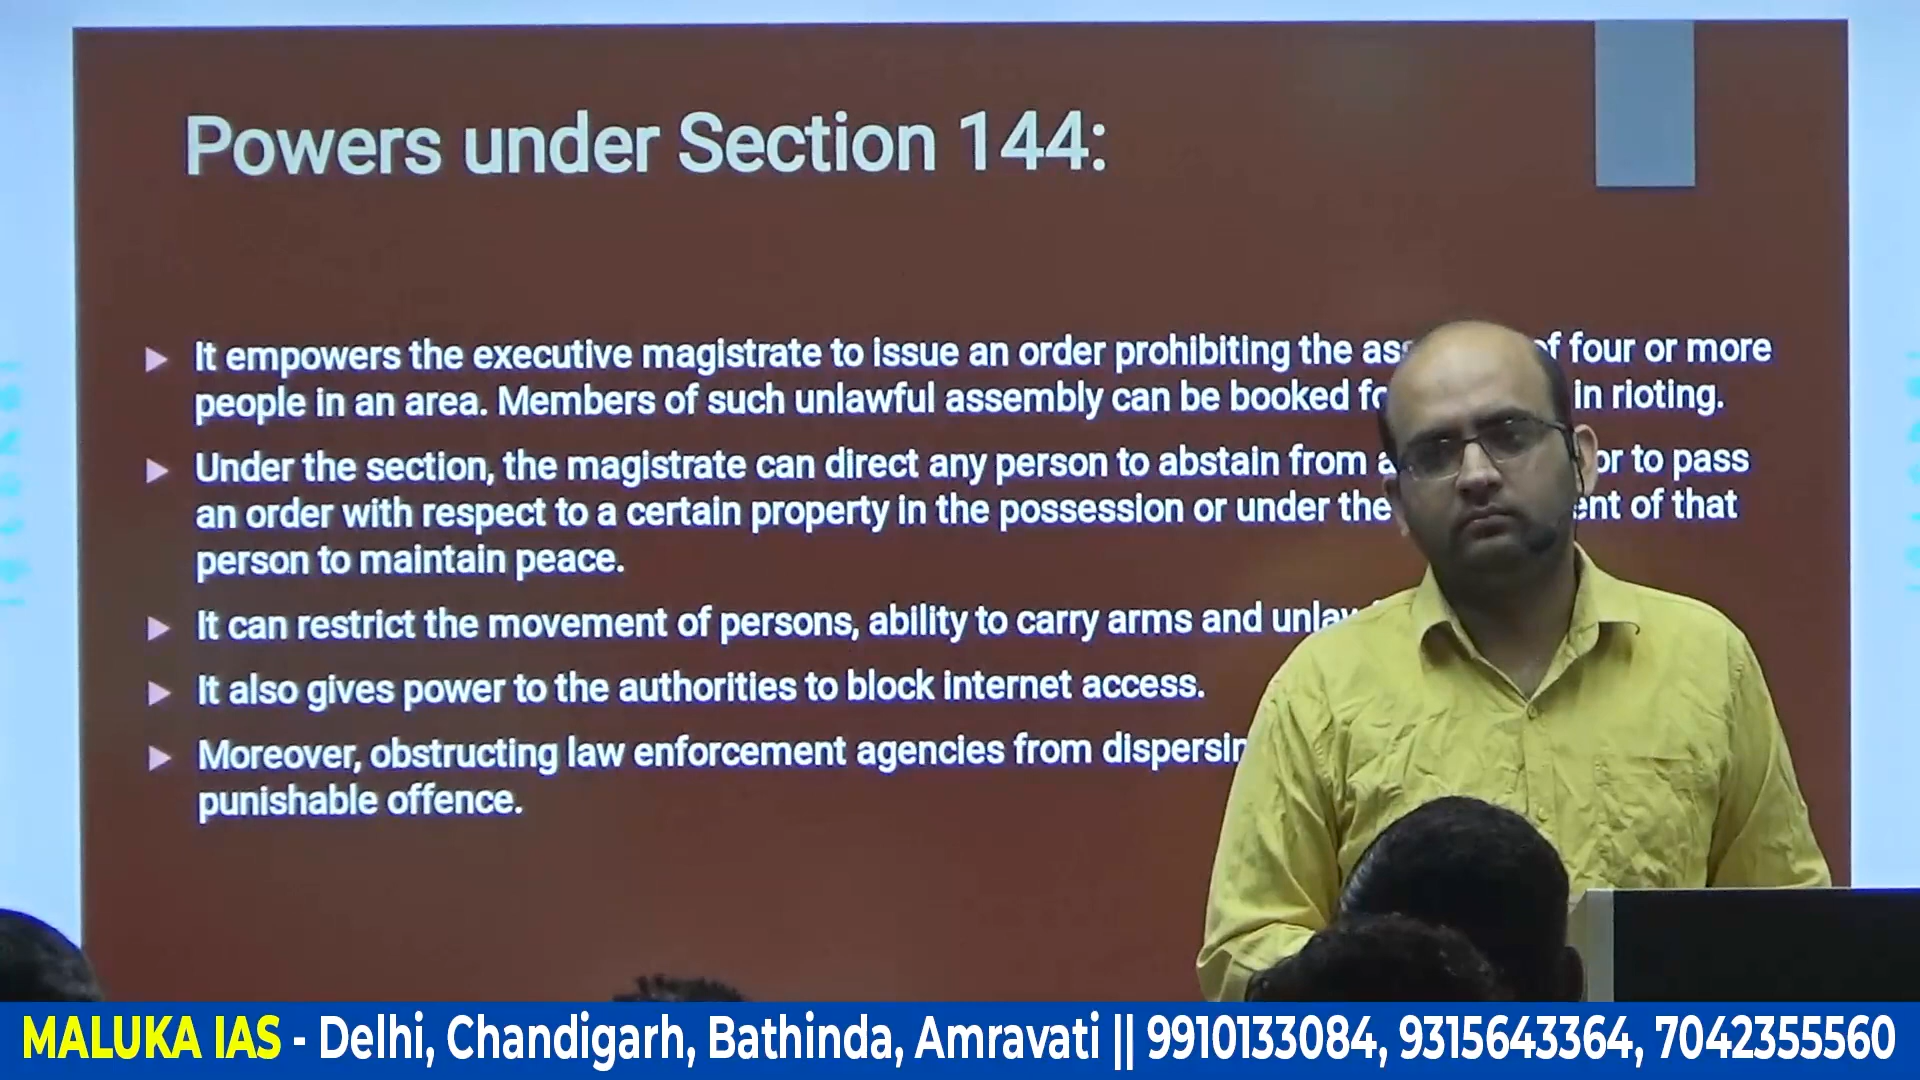 Powers under Section 144:
It empowers the executive magistrate to issue an order prohibiting the of four or more
people in an area. Members of such unlawful assembly can be booked in rioting.
Under the section, the magistrate can direct any person to abstain from or to pass
an order with respect to a certain property in the possession or under the of that
person to maintain peace.
It can restrict the movement of persons, ability to carry arms and
It also gives power to the authorities to block internet access.
Moreover, obstructing law enforcement agencies from
punishable offence.
MALUKA IAS - Delhi, Chandigarh, Bathinda, Amravati || 9910133084, 9315643364, 7042355560